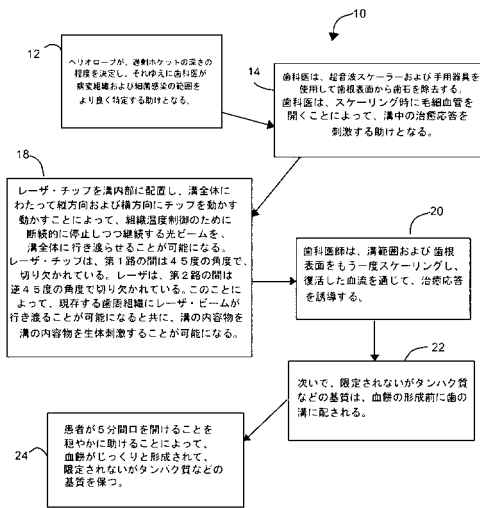 10
12
ヘリオローブが、過剰ホケットの深さの
程度を決定し、それゆえに歯科医が
病変組織および細菌感染の範囲を
より良く特定する助けとなる。
14
歯科医は、超音波スケーラーおよび手用器具を
使用して歯根表面から歯石を除去する。
歯科医は、スケーリング時に毛細血管を
開くことによって、溝中の治癒応答を
刺激する助けとなる。
18
レーザ・チップを溝内部に配置し、溝全体に
わたって縦方向および横方向にチップを動かす
動かすことによって、組織温度制御のために
断続的に停止しつつ継続する光ビームを、
溝全体に行き渡らせることが可能になる。
レーザ・チップは、第1路の間は45度の角度で、
切り欠かれている。レーザは、第2路の間は
逆45度の角度で切り欠かれている。このことに
よって、現存する歯周組織にレーザ・ビームが
行き渡ることが可能になると共に、溝の内容物を
溝の内容物を生体刺激することが可能になる。
20
歯科医師は、溝範囲および歯根
表面をもう一度スケーリングし、
復活した血流を通じて、治癒応答
を誘導する、
22
次いで、限定されないがタンパク質
などの基質は、血餅の形成前に歯の
溝に配される。
24
患者が5分間口を開けることを
穏やかに助けることによって、
血餅がじっくりと形成されて、
限定されないがタンパク質などの
基質を保つ。